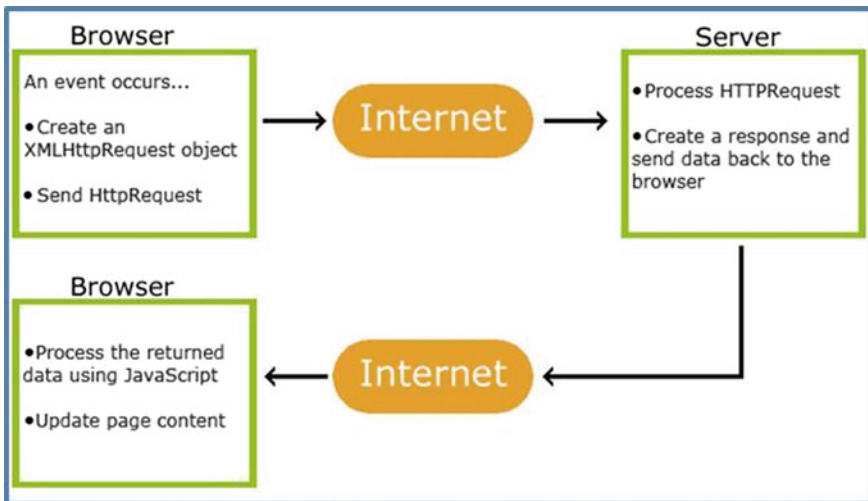 Browser
An event occurs...
●Create an
XMLHttpRequest object
●Send HttpRequest
Internet
Server
●Process HTTPRequest
●Create a response and
send data back to the
browser
Browser
●Process the returned
data using JavaScript
●Update page content
Internet